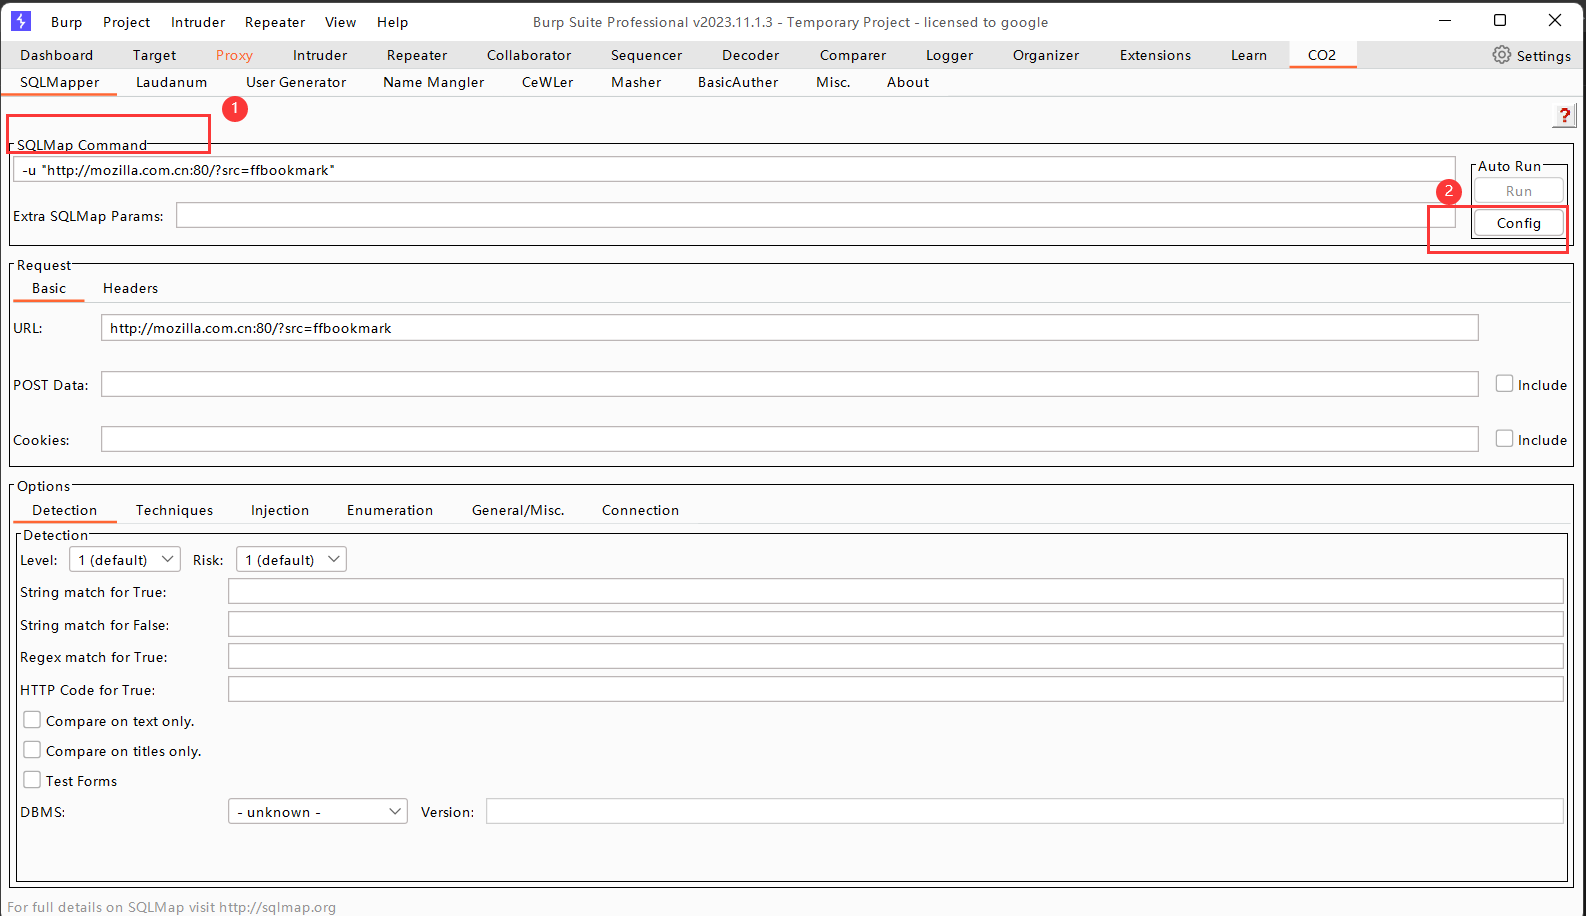 Burp Project Intruder Repeater View Help Burp Suite Professional v2023.11.1.3 - Temporary Project - licensed to google
Dashboard Target Proxy Intruder Repeater Collaborator Sequencer Decoder Comparer Logger Organizer Extensions Learn CO2 Settings
SQLMapper Laudanum User Generator Name Mangler CeWLer Masher BasicAuther Misc. About
1
?
SQLMap Command
-u "http://mozilla.com.cn:80/?src=ffbookmark"
Auto Run
Run
2
Extra SQLMap Params:
Config
Request
Basic Headers
URL: http://mozilla.com.cn:80/?src=ffbookmark
POST Data: Include
Cookies: Include
Options
Detection Techniques Injection Enumeration General/Misc. Connection
Detection
Level: 1 (default) Risk: 1 (default)
String match for True:
String match for False:
Regex match for True:
HTTP Code for True:
Compare on text only.
Compare on titles only.
Test Forms
DBMS: - unknown - Version:
For full details on SQLMap visit http://sqlmap.org